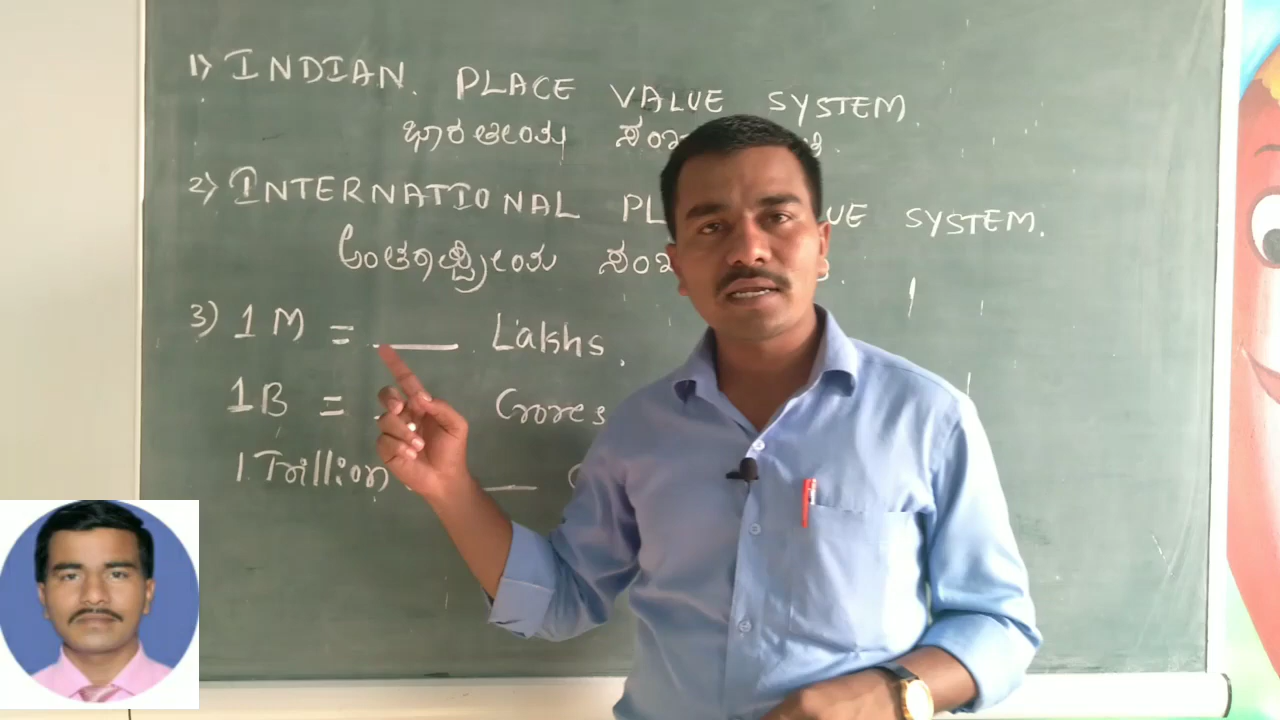 1) INDIAN. PLACE VALUE SYSTEM.
ಭಾರತೀಯ
2) INTERNATIONAL SYSTEM.
ಅಂತರಾಷ್ಟ್ರೀಯ
3) 1 M = ____ Lakhs.
1B = Crores
1 Trillion